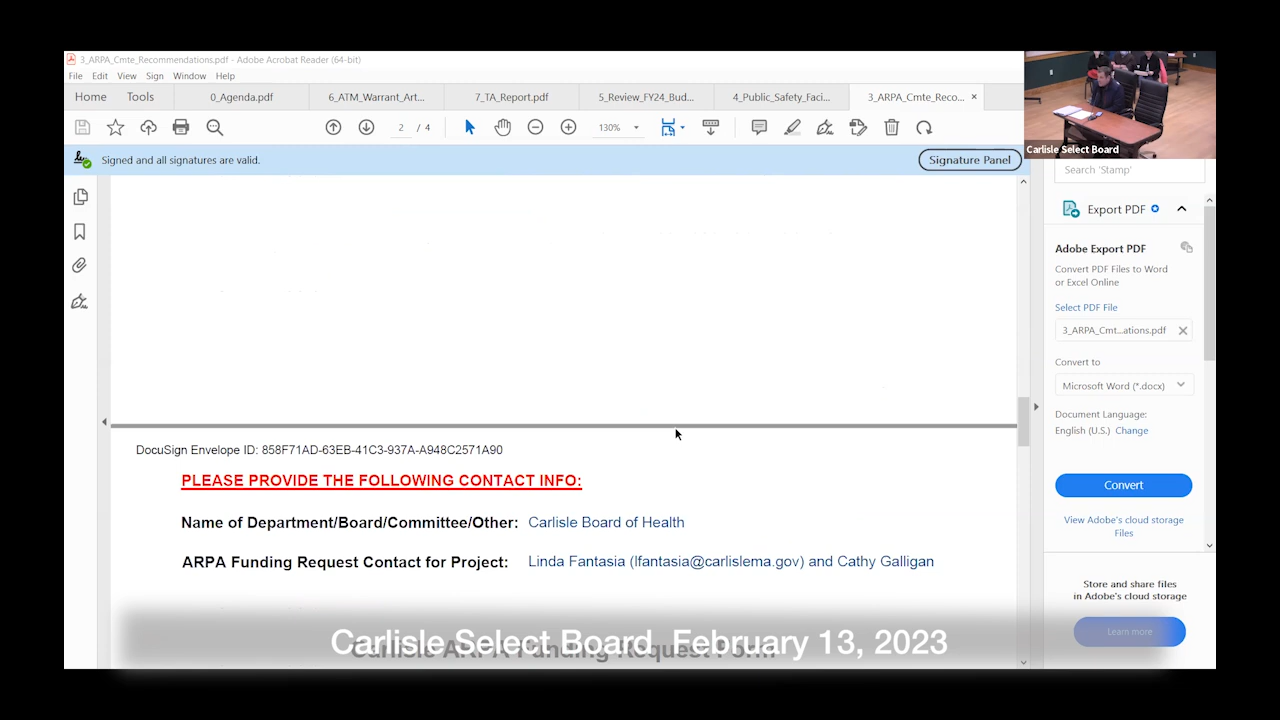 3_ARPA_Cmte_Recommendations.pdf - Adobe Acrobat Reader (64-bit)
File Edit View Sign Window Help
Home Tools 0_Agenda.pdf 6_ATM_Warrant_Art... 7_TA_Report.pdf 5_Review_FY24_Bud... 4_Public_Safety_Faci... 3_ARPA_Cmte_Reco... ×
2 / 4 130%
Carlisle Select Board
Signed and all signatures are valid. Signature Panel
Search 'Stamp'
Export PDF
Adobe Export PDF
Convert PDF Files to Word
or Excel Online
Select PDF File
3_ARPA_Cmt...ations.pdf
Convert to
Microsoft Word (*.docx)
Document Language:
English (U.S.) Change
Convert
View Adobe's cloud storage
Files
Store and share files
in Adobe's cloud storage
Learn more
DocuSign Envelope ID: 858F71AD-63EB-41C3-937A-A948C2571A90
PLEASE PROVIDE THE FOLLOWING CONTACT INFO:
Name of Department/Board/Committee/Other: Carlisle Board of Health
ARPA Funding Request Contact for Project: Linda Fantasia (lfantasia@carlislema.gov) and Cathy Galligan
Carlisle ARPA Funding Request Form
Carlisle Select Board, February 13, 2023